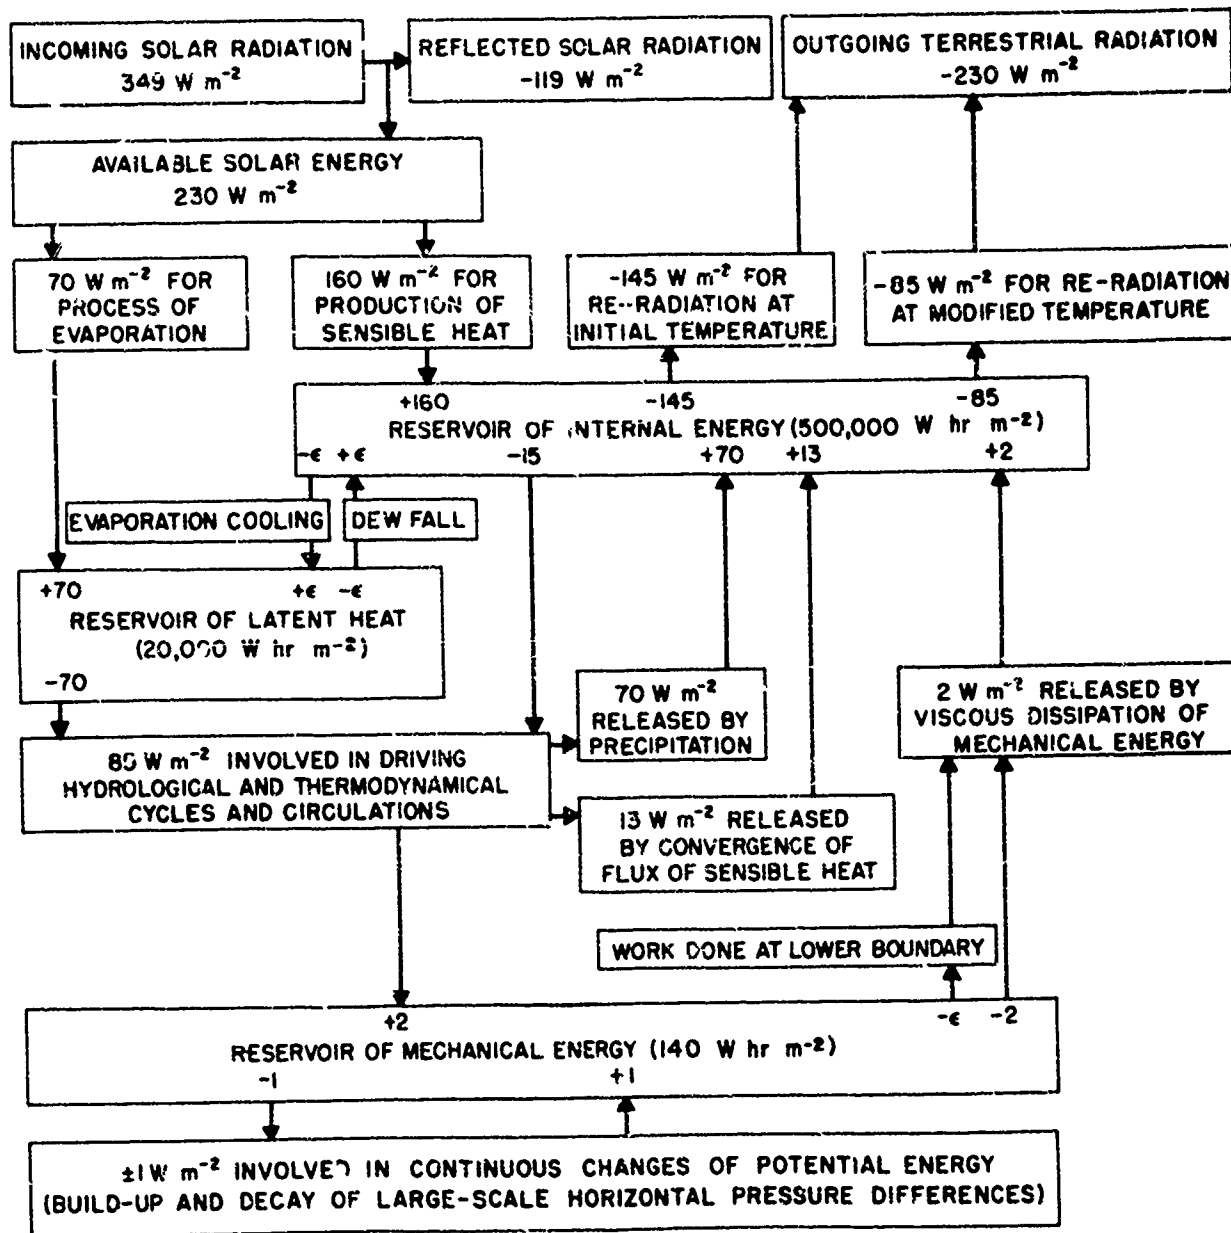 INCOMING SOLAR RADIATION
349 W m⁻²
REFLECTED SOLAR RADIATION
-119 W m⁻²
OUTGOING TERRESTRIAL RADIATION
-230 W m⁻²
AVAILABLE SOLAR ENERGY
230 W m⁻²
70 W m⁻² FOR
PROCESS OF
EVAPORATION
160 W m⁻² FOR
PRODUCTION OF
SENSIBLE HEAT
-145 W m⁻² FOR
RE-RADIATION AT
INITIAL TEMPERATURE
-85 W m⁻² FOR RE-RADIATION
AT MODIFIED TEMPERATURE
+160 -145 -85
RESERVOIR OF INTERNAL ENERGY (500,000 W hr m⁻²)
-ϵ +ϵ -15 +70 +13 +2
EVAPORATION COOLING
DEW FALL
+70 +ϵ -ϵ
RESERVOIR OF LATENT HEAT
(20,000 W hr m⁻²)
-70
70 W m⁻²
RELEASED BY
PRECIPITATION
2 W m⁻² RELEASED BY
VISCOUS DISSIPATION OF
MECHANICAL ENERGY
85 W m⁻² INVOLVED IN DRIVING
HYDROLOGICAL AND THERMODYNAMICAL
CYCLES AND CIRCULATIONS
13 W m⁻² RELEASED
BY CONVERGENCE OF
FLUX OF SENSIBLE HEAT
WORK DONE AT LOWER BOUNDARY
+2 -ϵ -2
RESERVOIR OF MECHANICAL ENERGY (140 W hr m⁻²)
-1 +1
±1 W m⁻² INVOLVED IN CONTINUOUS CHANGES OF POTENTIAL ENERGY
(BUILD-UP AND DECAY OF LARGE-SCALE HORIZONTAL PRESSURE DIFFERENCES)